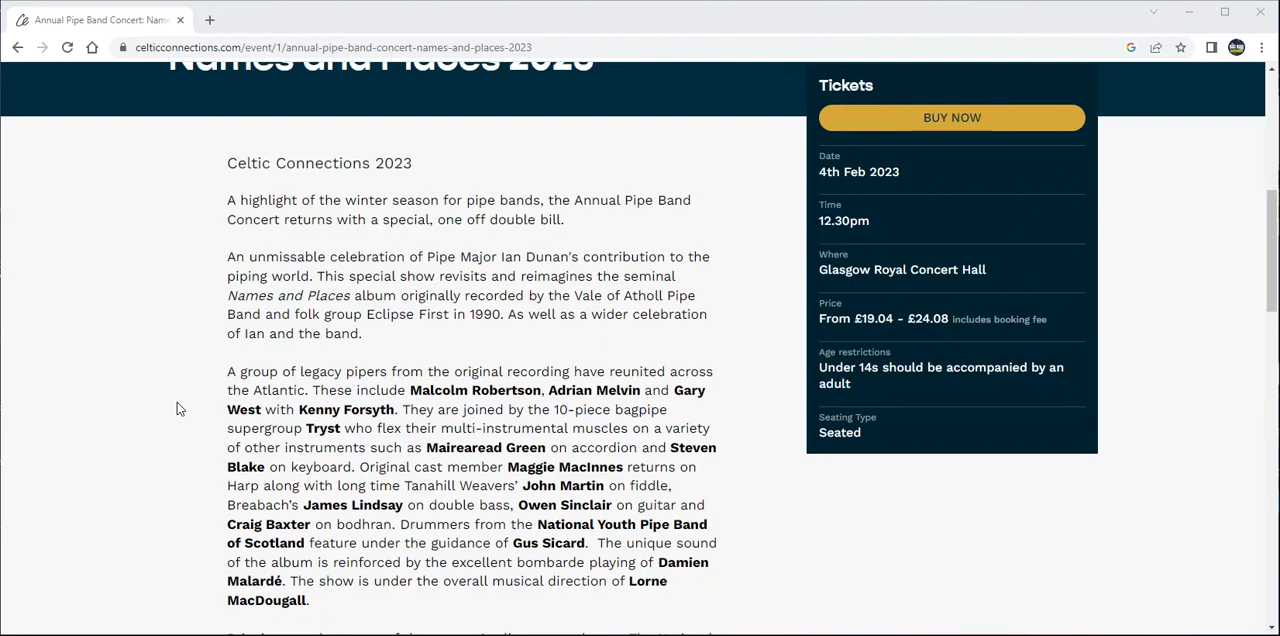 Annual Pipe Band Concert: Name
celticconnections.com/event/1/annual-pipe-band-concert-names-and-places-2023
Names and Places 2023
Celtic Connections 2023
A highlight of the winter season for pipe bands, the Annual Pipe Band
Concert returns with a special, one off double bill.
An unmissable celebration of Pipe Major Ian Dunan's contribution to the
piping world. This special show revisits and reimagines the seminal
Names and Places album originally recorded by the Vale of Atholl Pipe
Band and folk group Eclipse First in 1990. As well as a wider celebration
of Ian and the band.
A group of legacy pipers from the original recording have reunited across
the Atlantic. These include Malcolm Robertson, Adrian Melvin and Gary
West with Kenny Forsyth. They are joined by the 10-piece bagpipe
supergroup Tryst who flex their multi-instrumental muscles on a variety
of other instruments such as Mairearead Green on accordion and Steven
Blake on keyboard. Original cast member Maggie MacInnes returns on
Harp along with long time Tanahill Weavers’ John Martin on fiddle,
Breabach’s James Lindsay on double bass, Owen Sinclair on guitar and
Craig Baxter on bodhran. Drummers from the National Youth Pipe Band
of Scotland feature under the guidance of Gus Sicard. The unique sound
of the album is reinforced by the excellent bombarde playing of Damien
Malardé. The show is under the overall musical direction of Lorne
MacDougall.
Tickets
BUY NOW
Date
4th Feb 2023
Time
12.30pm
Where
Glasgow Royal Concert Hall
Price
From £19.04 - £24.08 includes booking fee
Age restrictions
Under 14s should be accompanied by an
adult
Seating Type
Seated